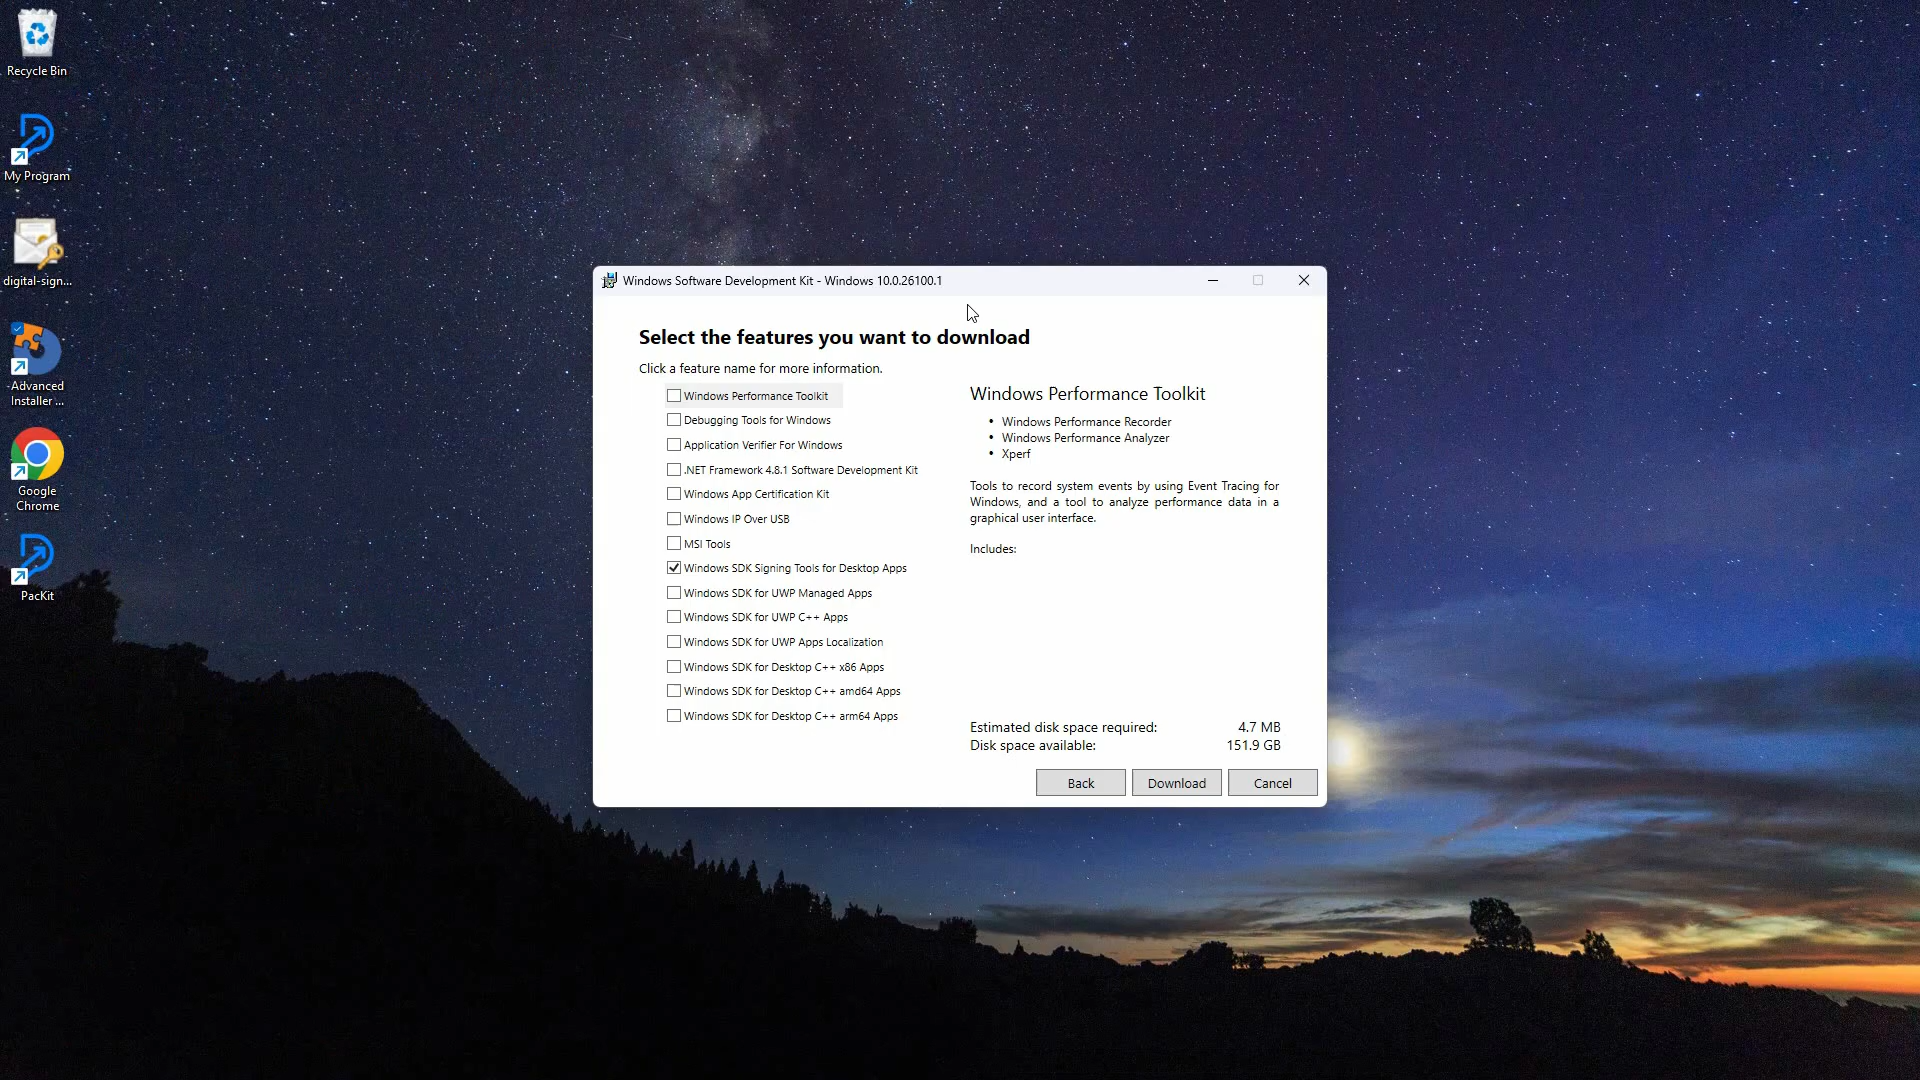 Recycle Bin
My Program
digital-sign...
Advanced
Installer ...
Google
Chrome
PacKit
Windows Software Development Kit - Windows 10.0.26100.1
Select the features you want to download
Click a feature name for more information.
Windows Performance Toolkit
Debugging Tools for Windows
Application Verifier For Windows
.NET Framework 4.8.1 Software Development Kit
Windows App Certification Kit
Windows IP Over USB
MSI Tools
Windows SDK Signing Tools for Desktop Apps
Windows SDK for UWP Managed Apps
Windows SDK for UWP C++ Apps
Windows SDK for UWP Apps Localization
Windows SDK for Desktop C++ x86 Apps
Windows SDK for Desktop C++ amd64 Apps
Windows SDK for Desktop C++ arm64 Apps
Windows Performance Toolkit
• Windows Performance Recorder
• Windows Performance Analyzer
• Xperf
Tools to record system events by using Event Tracing for
Windows, and a tool to analyze performance data in a
graphical user interface.
Includes:
Estimated disk space required: 4.7 MB
Disk space available: 151.9 GB
Back Download Cancel